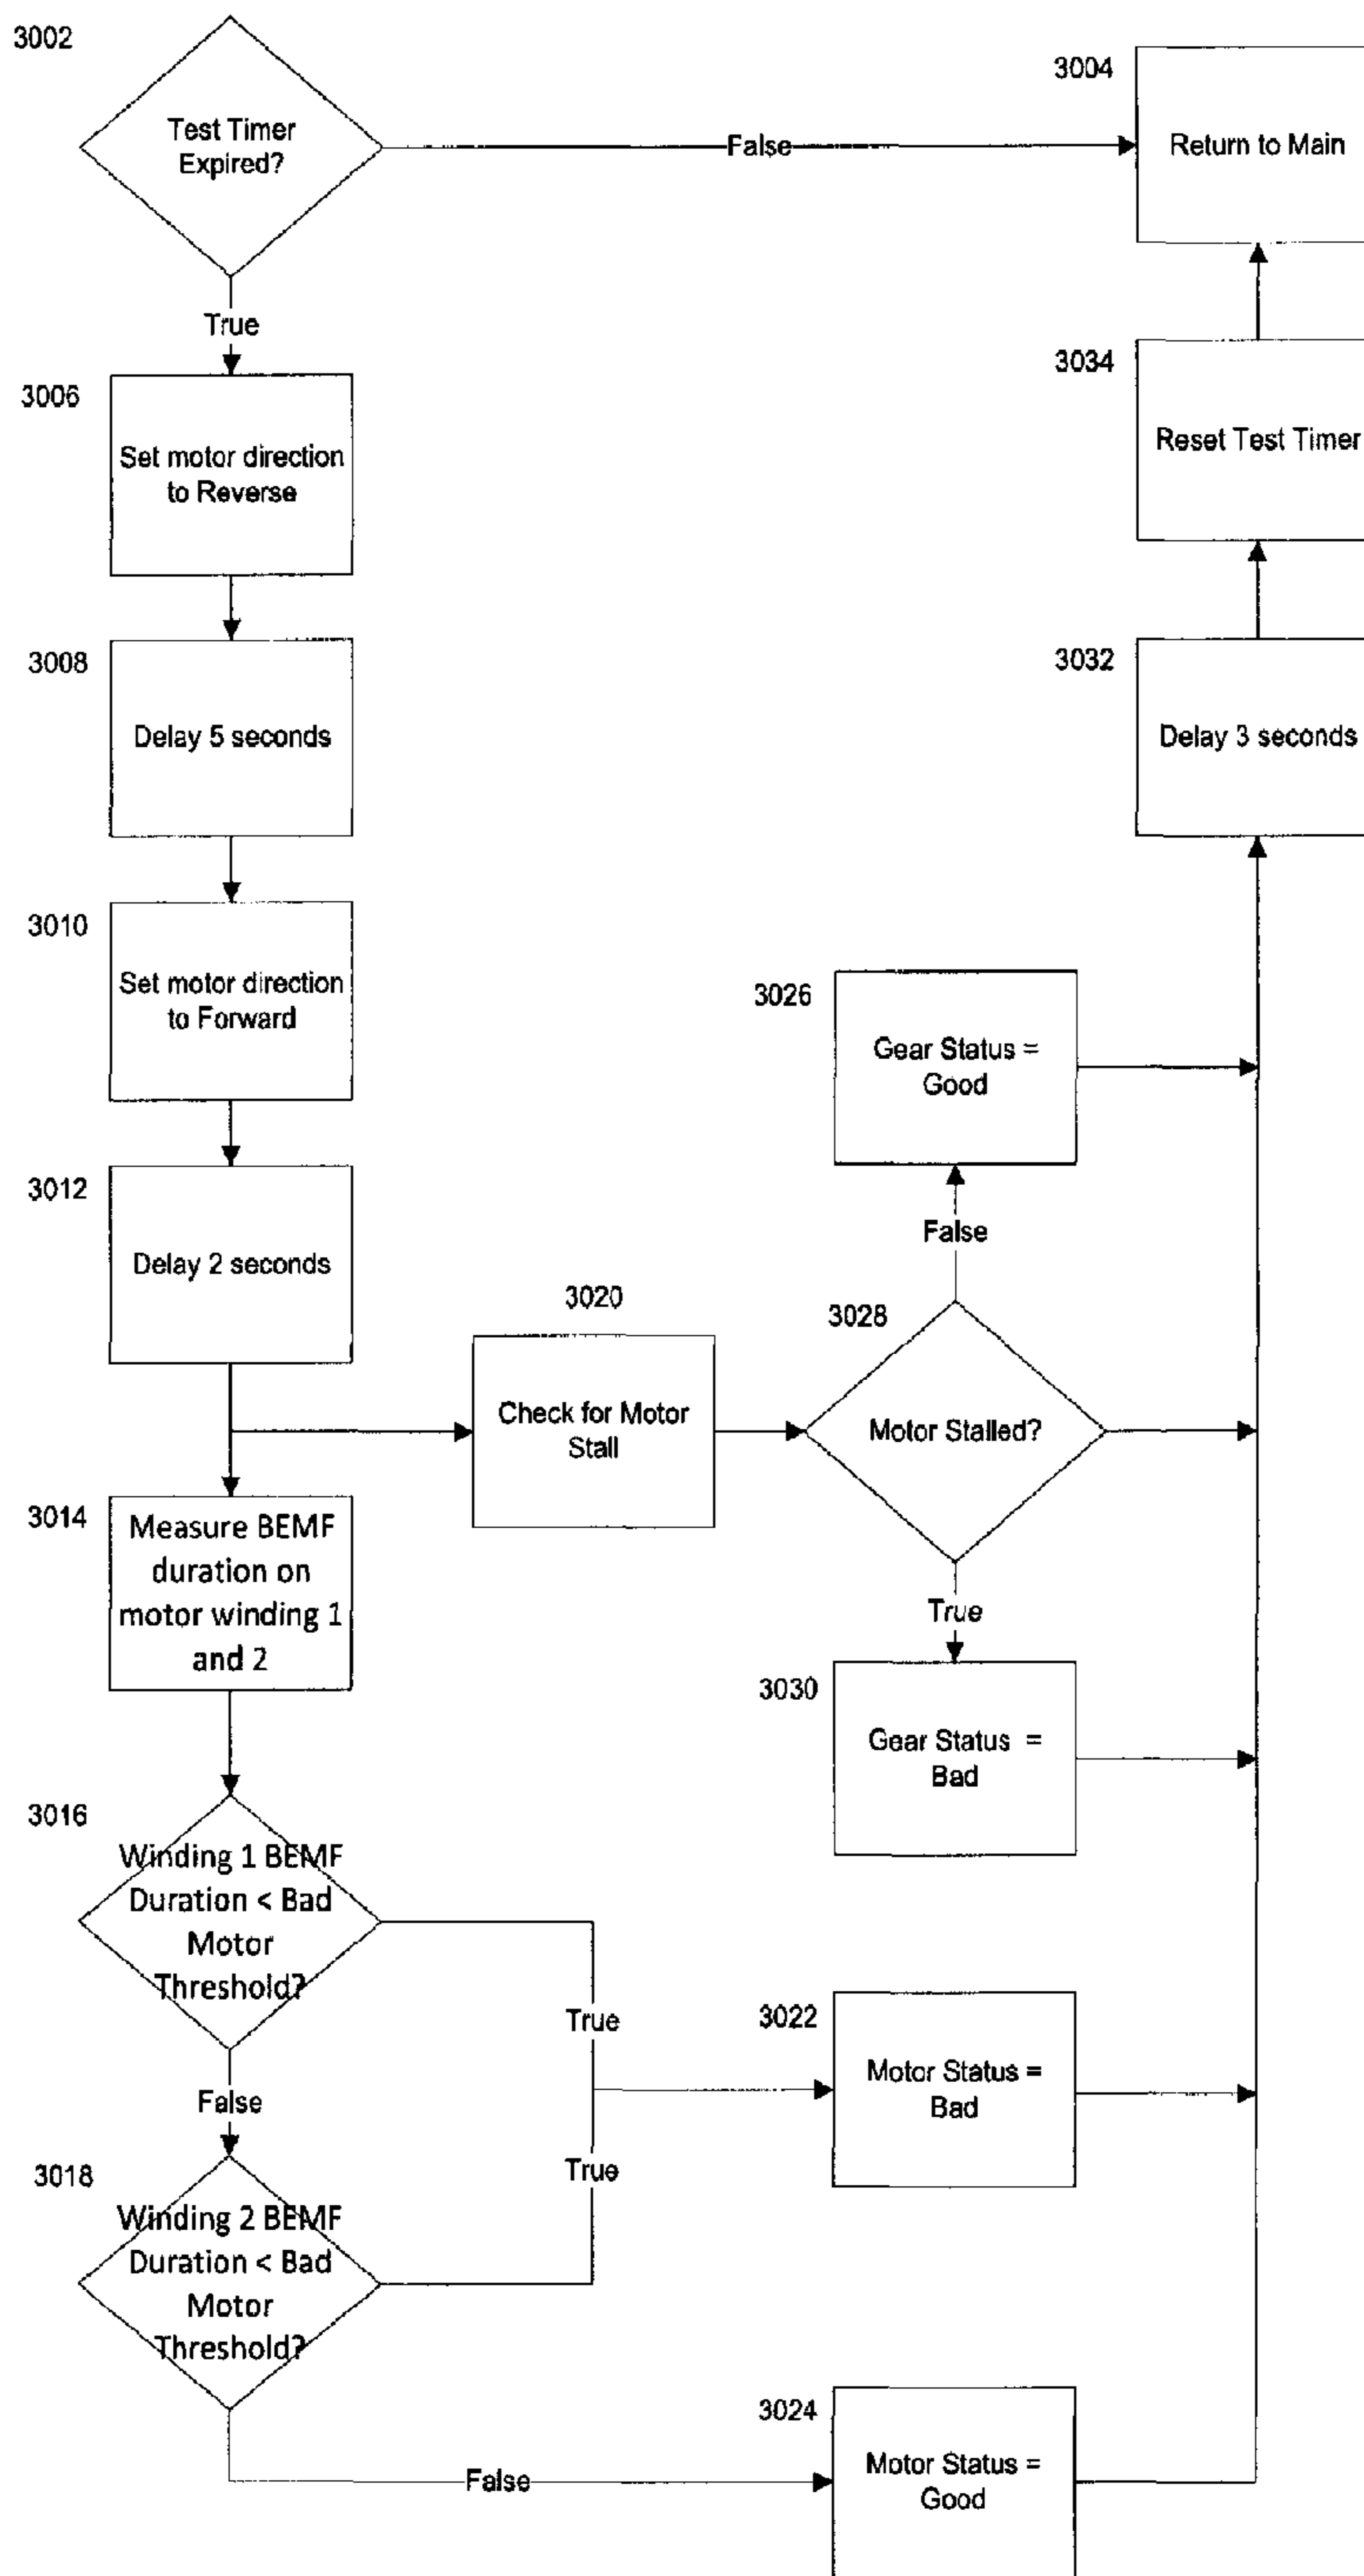 3002
Test Timer
Expired?
False
3004
Return to Main
True
3006
Set motor direction
to Reverse
3034
Reset Test Timer
3008
Delay 5 seconds
3032
Delay 3 seconds
3010
Set motor direction
to Forward
3026
Gear Status =
Good
3012
Delay 2 seconds
False
3020
Check for Motor
Stall
3028
Motor Stalled?
3014
Measure BEMF
duration on
motor winding 1
and 2
True
3030
Gear Status =
Bad
3016
Winding 1 BEMF
Duration < Bad
Motor
Threshold?
True
3022
Motor Status =
Bad
False
True
3018
Winding 2 BEMF
Duration < Bad
Motor
Threshold?
3024
Motor Status =
Good
False